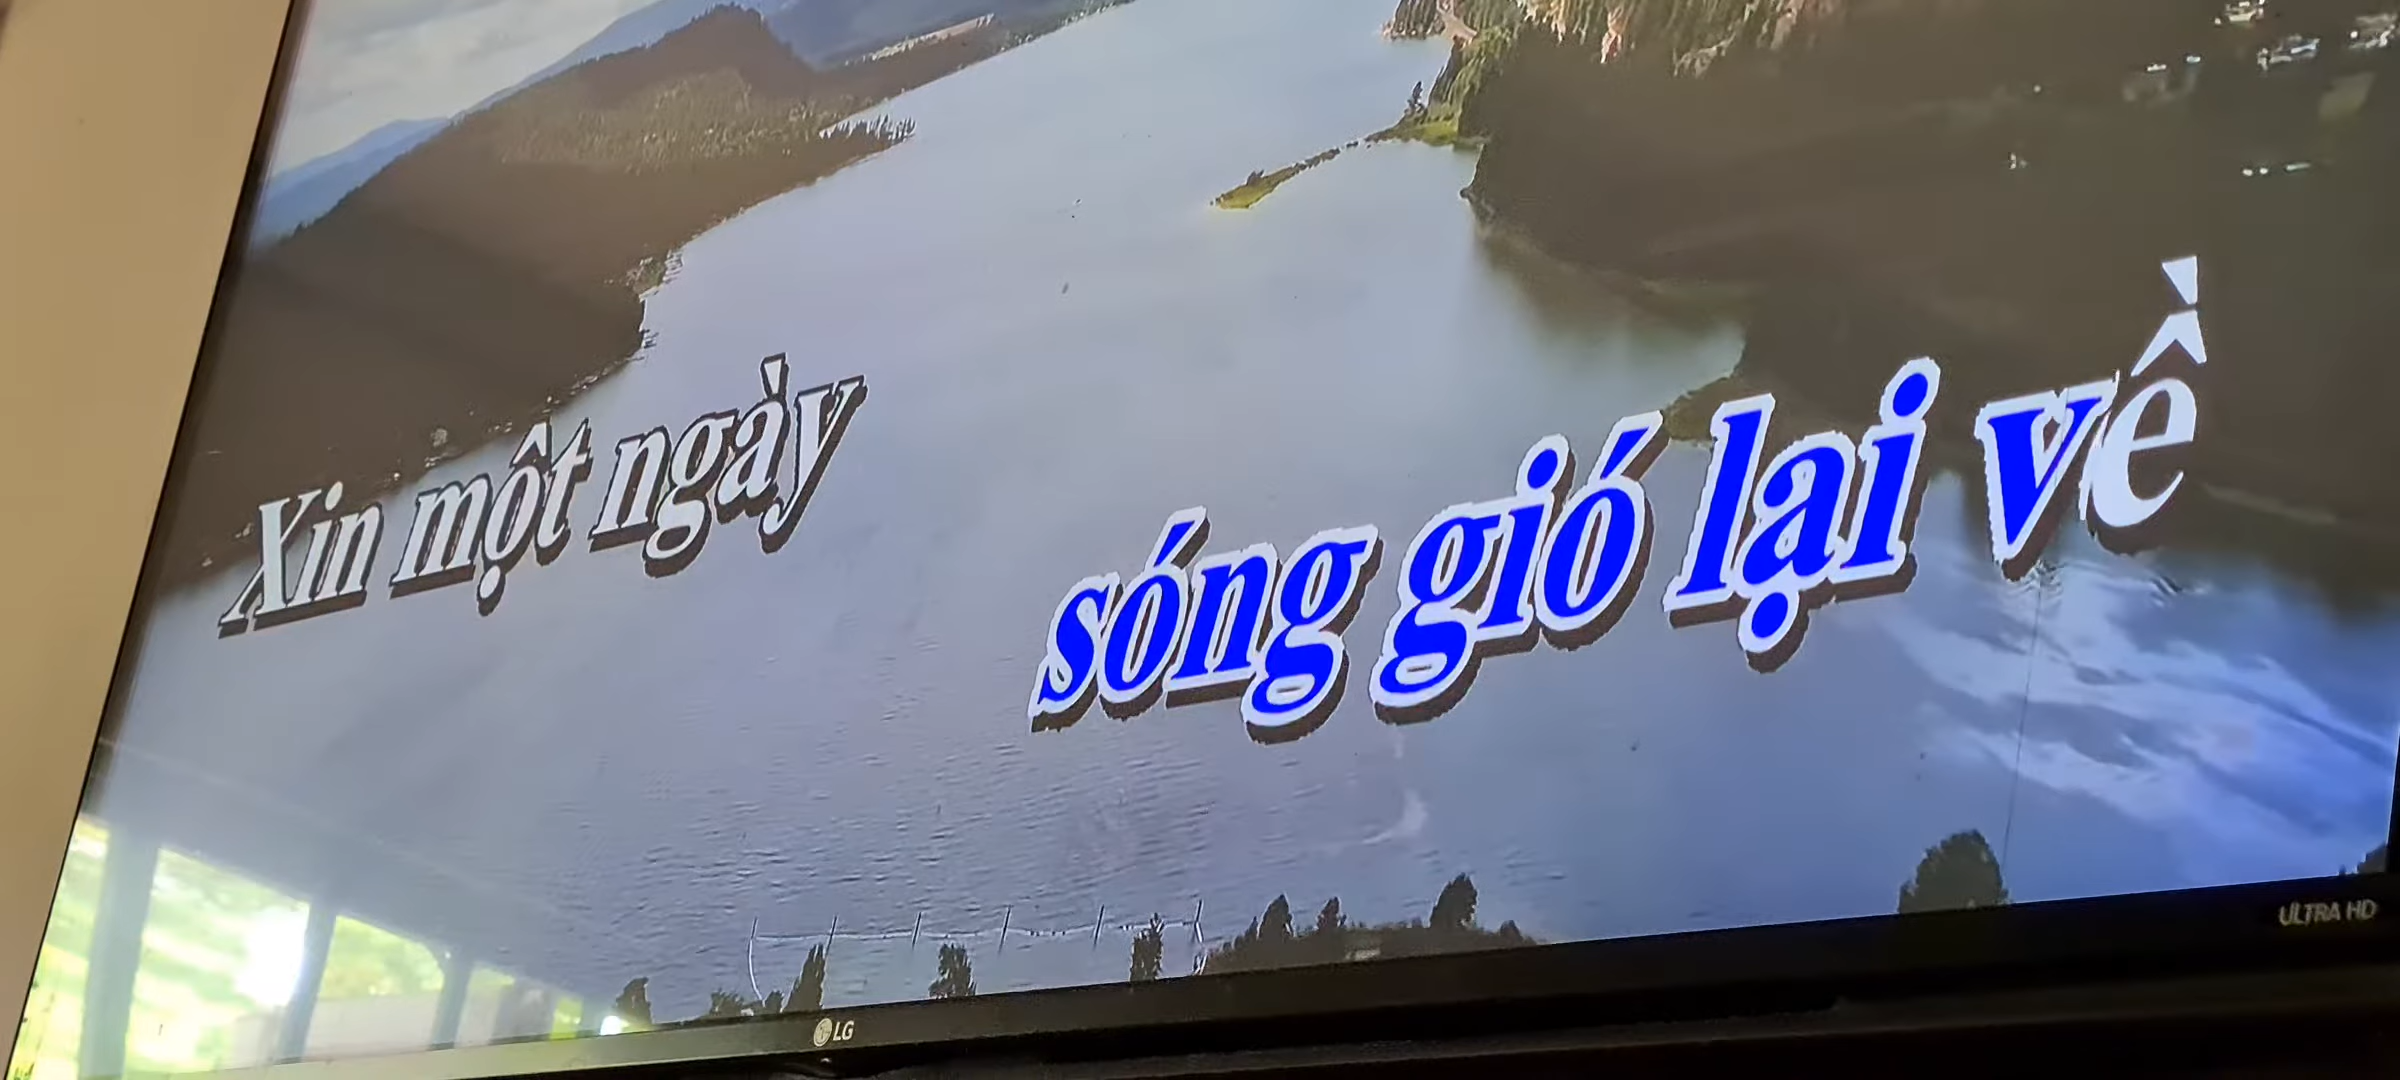 Xin một ngày
sóng gió lại về
LG
ULTRA HD